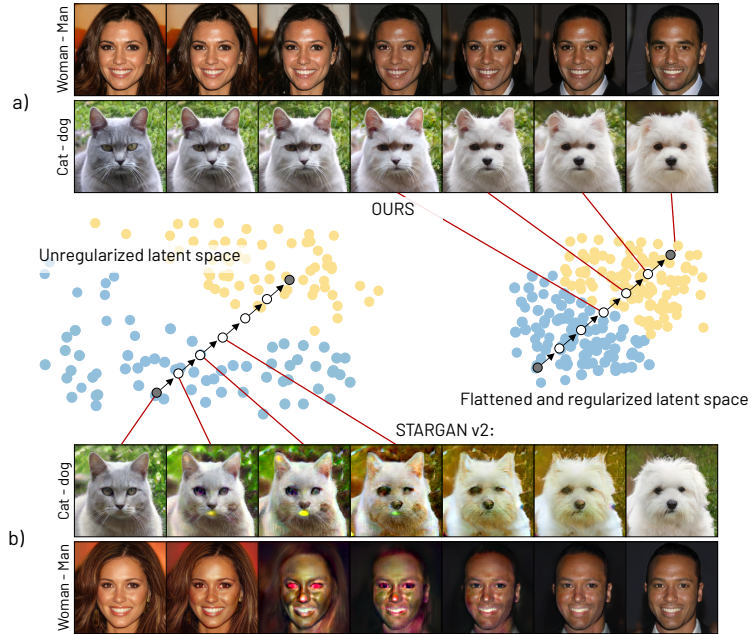 Woman - Man
a)
Cat - dog
OURS
Unregularized latent space
Flattened and regularized latent space
STARGAN v2:
Cat - dog
b)
Woman - Man